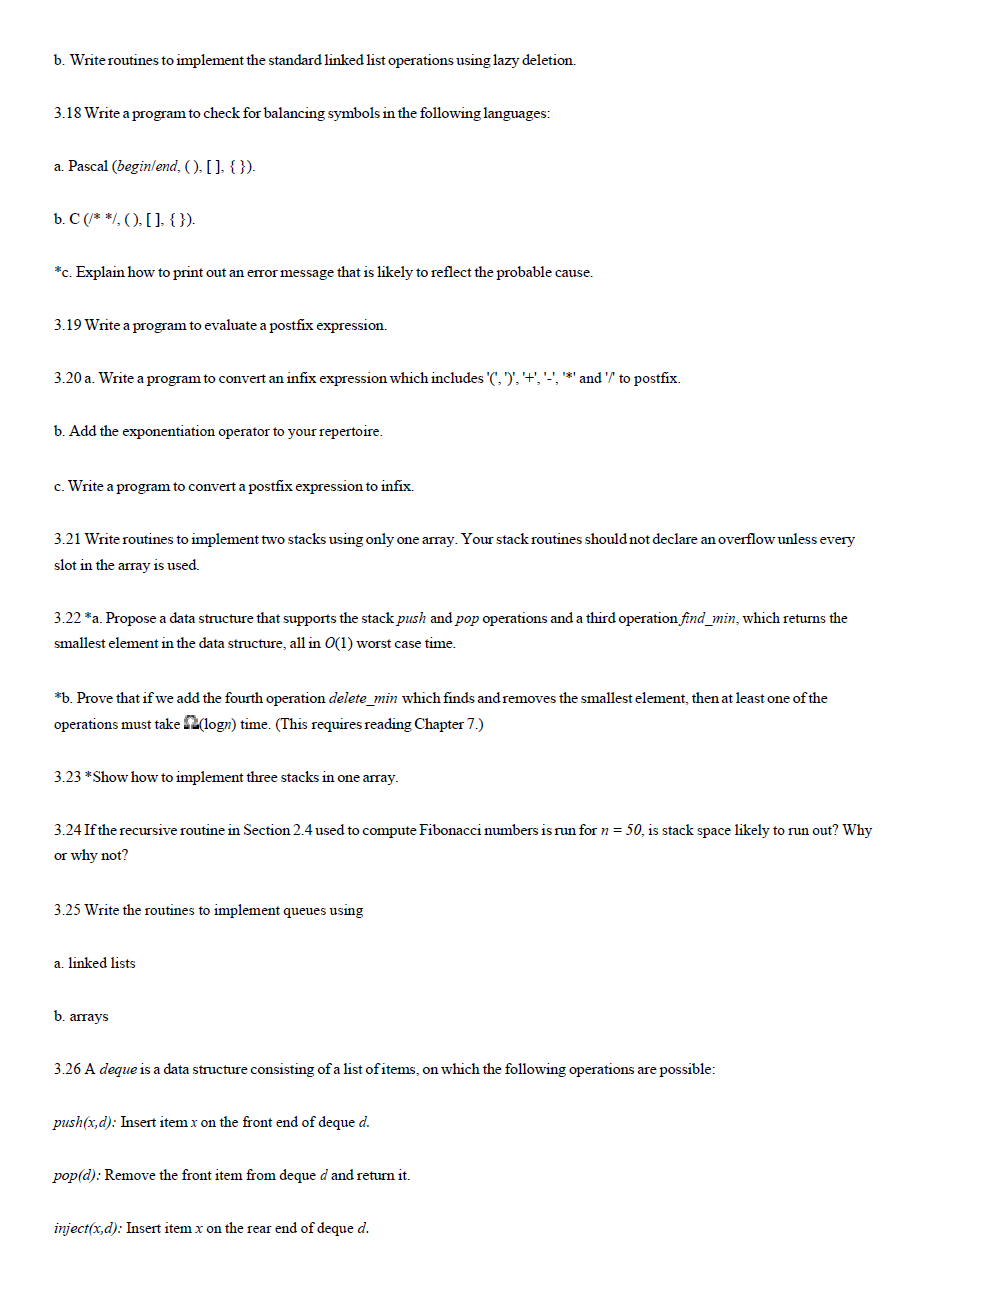 b. Write routines to implement the standard linked list operations using lazy deletion.
3.18 Write a program to check for balancing symbols in the following languages:
a. Pascal (begin/end, ( ), [ ], { }).
b. C (/* */, ( ), [ ], { }).
*c. Explain how to print out an error message that is likely to reflect the probable cause.
3.19 Write a program to evaluate a postfix expression.
3.20 a. Write a program to convert an infix expression which includes '(', ')', '+', '-', '*' and '/' to postfix.
b. Add the exponentiation operator to your repertoire.
c. Write a program to convert a postfix expression to infix.
3.21 Write routines to implement two stacks using only one array. Your stack routines should not declare an overflow unless every
slot in the array is used.
3.22 *a. Propose a data structure that supports the stack push and pop operations and a third operation find_min, which returns the
smallest element in the data structure, all in O(1) worst case time.
*b. Prove that if we add the fourth operation delete_min which finds and removes the smallest element, then at least one of the
operations must take Ω(logn) time. (This requires reading Chapter 7.)
3.23 *Show how to implement three stacks in one array.
3.24 If the recursive routine in Section 2.4 used to compute Fibonacci numbers is run for n = 50, is stack space likely to run out? Why
or why not?
3.25 Write the routines to implement queues using
a. linked lists
b. arrays
3.26 A deque is a data structure consisting of a list of items, on which the following operations are possible:
push(x,d): Insert item x on the front end of deque d.
pop(d): Remove the front item from deque d and return it.
inject(x,d): Insert item x on the rear end of deque d.